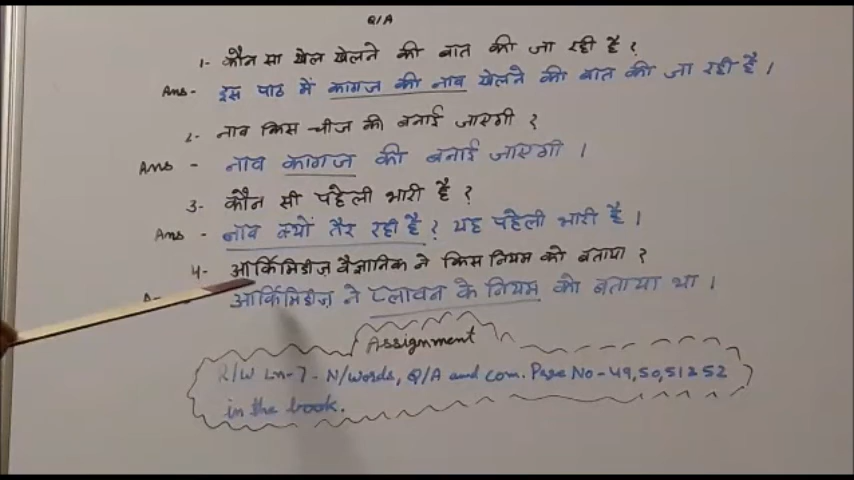 Q/A
1- कौन सा खेल खेलने की बात की जा रही है ?
Ans- इस पाठ में कागज की नाव खेलने की बात की जा रही है ।
2- नाव किस चीज की बनाई जाएगी ?
Ans - नाव कागज की बनाई जाएगी ।
3- कौन सी पहेली भारी है ?
Ans - नाव क्यों तैर रही है ? यह पहेली भारी है ।
4- आर्किमिडीज़ वैज्ञानिक ने किस नियम को बताया ?
A- आर्किमिडीज़ ने प्लावन के नियम को बताया था ।
Assignment
R/W Ln-7- N/Words, Q/A and com. Page No-49,50,51&52
in the book.